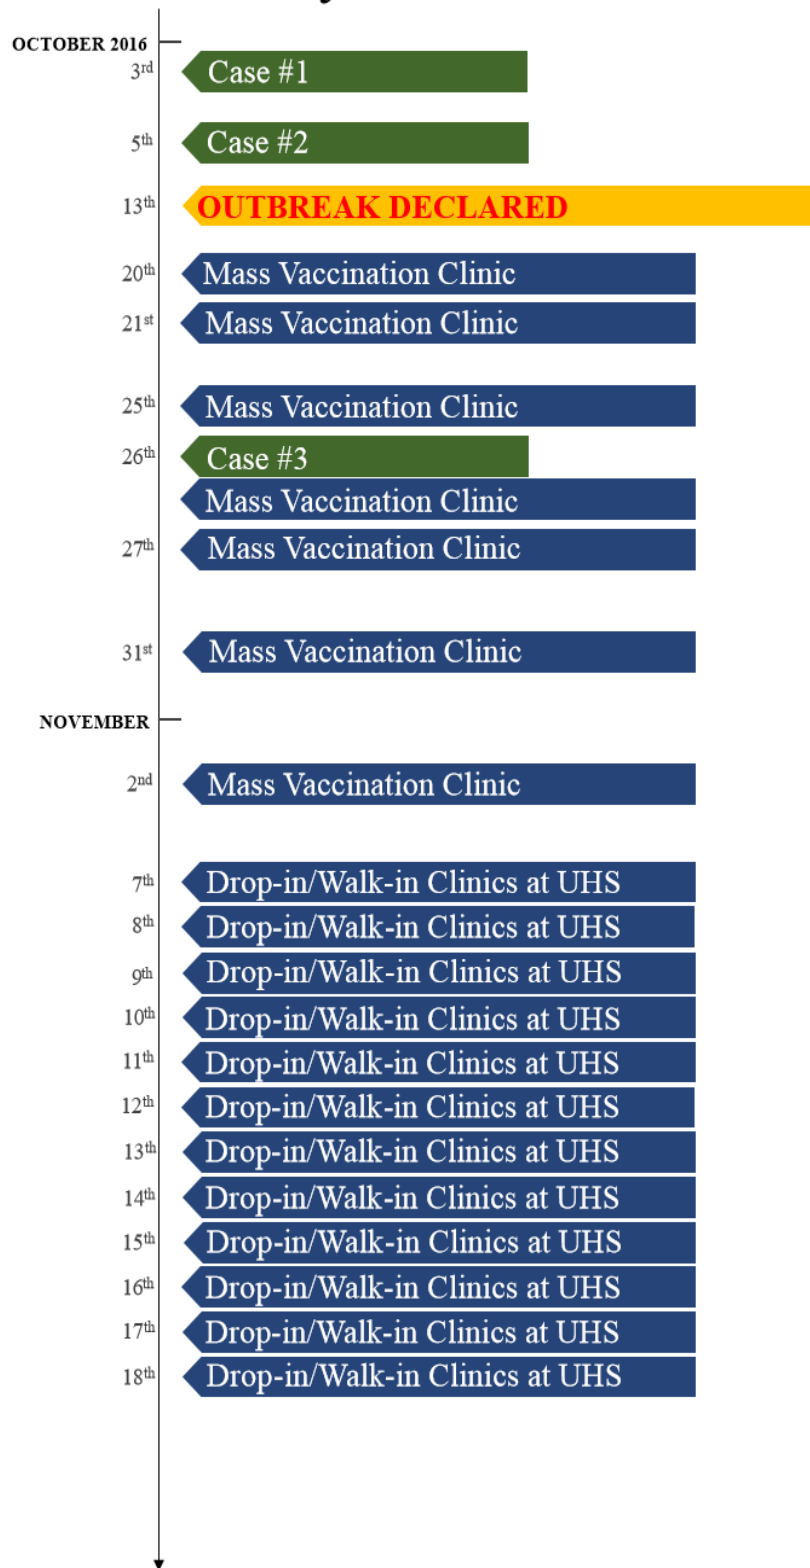 OCTOBER 2016
3rd Case #1
5th Case #2
13th OUTBREAK DECLARED
20th Mass Vaccination Clinic
21st Mass Vaccination Clinic
25th Mass Vaccination Clinic
26th Case #3
Mass Vaccination Clinic
27th Mass Vaccination Clinic
31st Mass Vaccination Clinic
NOVEMBER
2nd Mass Vaccination Clinic
7th Drop-in/Walk-in Clinics at UHS
8th Drop-in/Walk-in Clinics at UHS
9th Drop-in/Walk-in Clinics at UHS
10th Drop-in/Walk-in Clinics at UHS
11th Drop-in/Walk-in Clinics at UHS
12th Drop-in/Walk-in Clinics at UHS
13th Drop-in/Walk-in Clinics at UHS
14th Drop-in/Walk-in Clinics at UHS
15th Drop-in/Walk-in Clinics at UHS
16th Drop-in/Walk-in Clinics at UHS
17th Drop-in/Walk-in Clinics at UHS
18th Drop-in/Walk-in Clinics at UHS